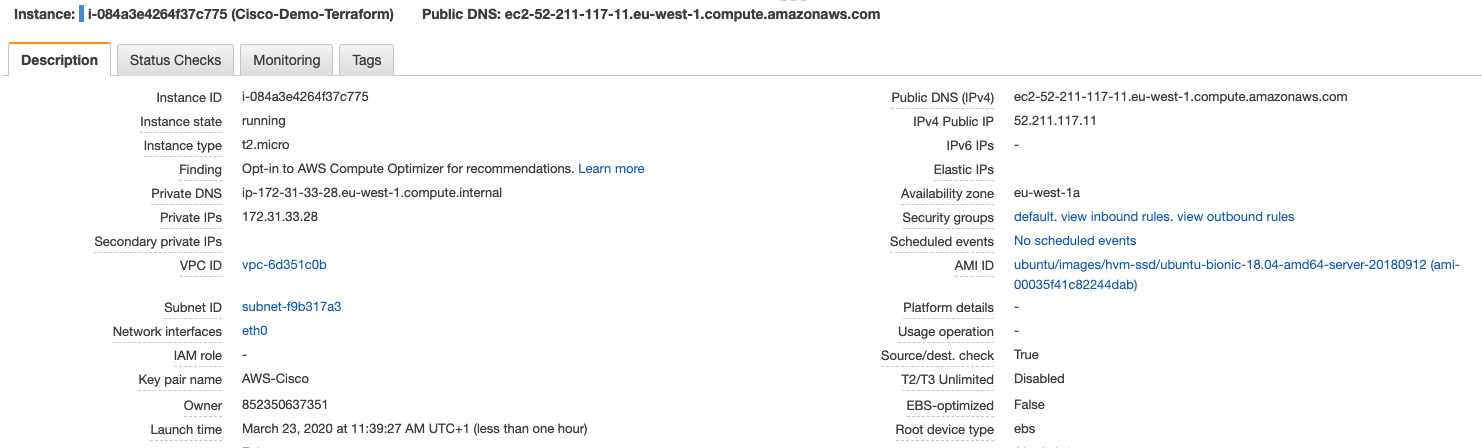 Instance: i-084a3e4264f37c775 (Cisco-Demo-Terraform) Public DNS: ec2-52-211-117-11.eu-west-1.compute.amazonaws.com
Description Status Checks Monitoring Tags
Instance ID i-084a3e4264f37c775 Public DNS (IPv4) ec2-52-211-117-11.eu-west-1.compute.amazonaws.com
Instance state running IPv4 Public IP 52.211.117.11
Instance type t2.micro IPv6 IPs -
Finding Opt-in to AWS Compute Optimizer for recommendations. Learn more Elastic IPs
Private DNS ip-172-31-33-28.eu-west-1.compute.internal Availability zone eu-west-1a
Private IPs 172.31.33.28 Security groups default. view inbound rules. view outbound rules
Secondary private IPs Scheduled events No scheduled events
VPC ID vpc-6d351c0b AMI ID ubuntu/images/hvm-ssd/ubuntu-bionic-18.04-amd64-server-20180912 (ami-
00035f41c82244dab)
Subnet ID subnet-f9b317a3 Platform details -
Network interfaces eth0 Usage operation -
IAM role - Source/dest. check True
Key pair name AWS-Cisco T2/T3 Unlimited Disabled
Owner 852350637351 EBS-optimized False
Launch time March 23, 2020 at 11:39:27 AM UTC+1 (less than one hour) Root device type ebs